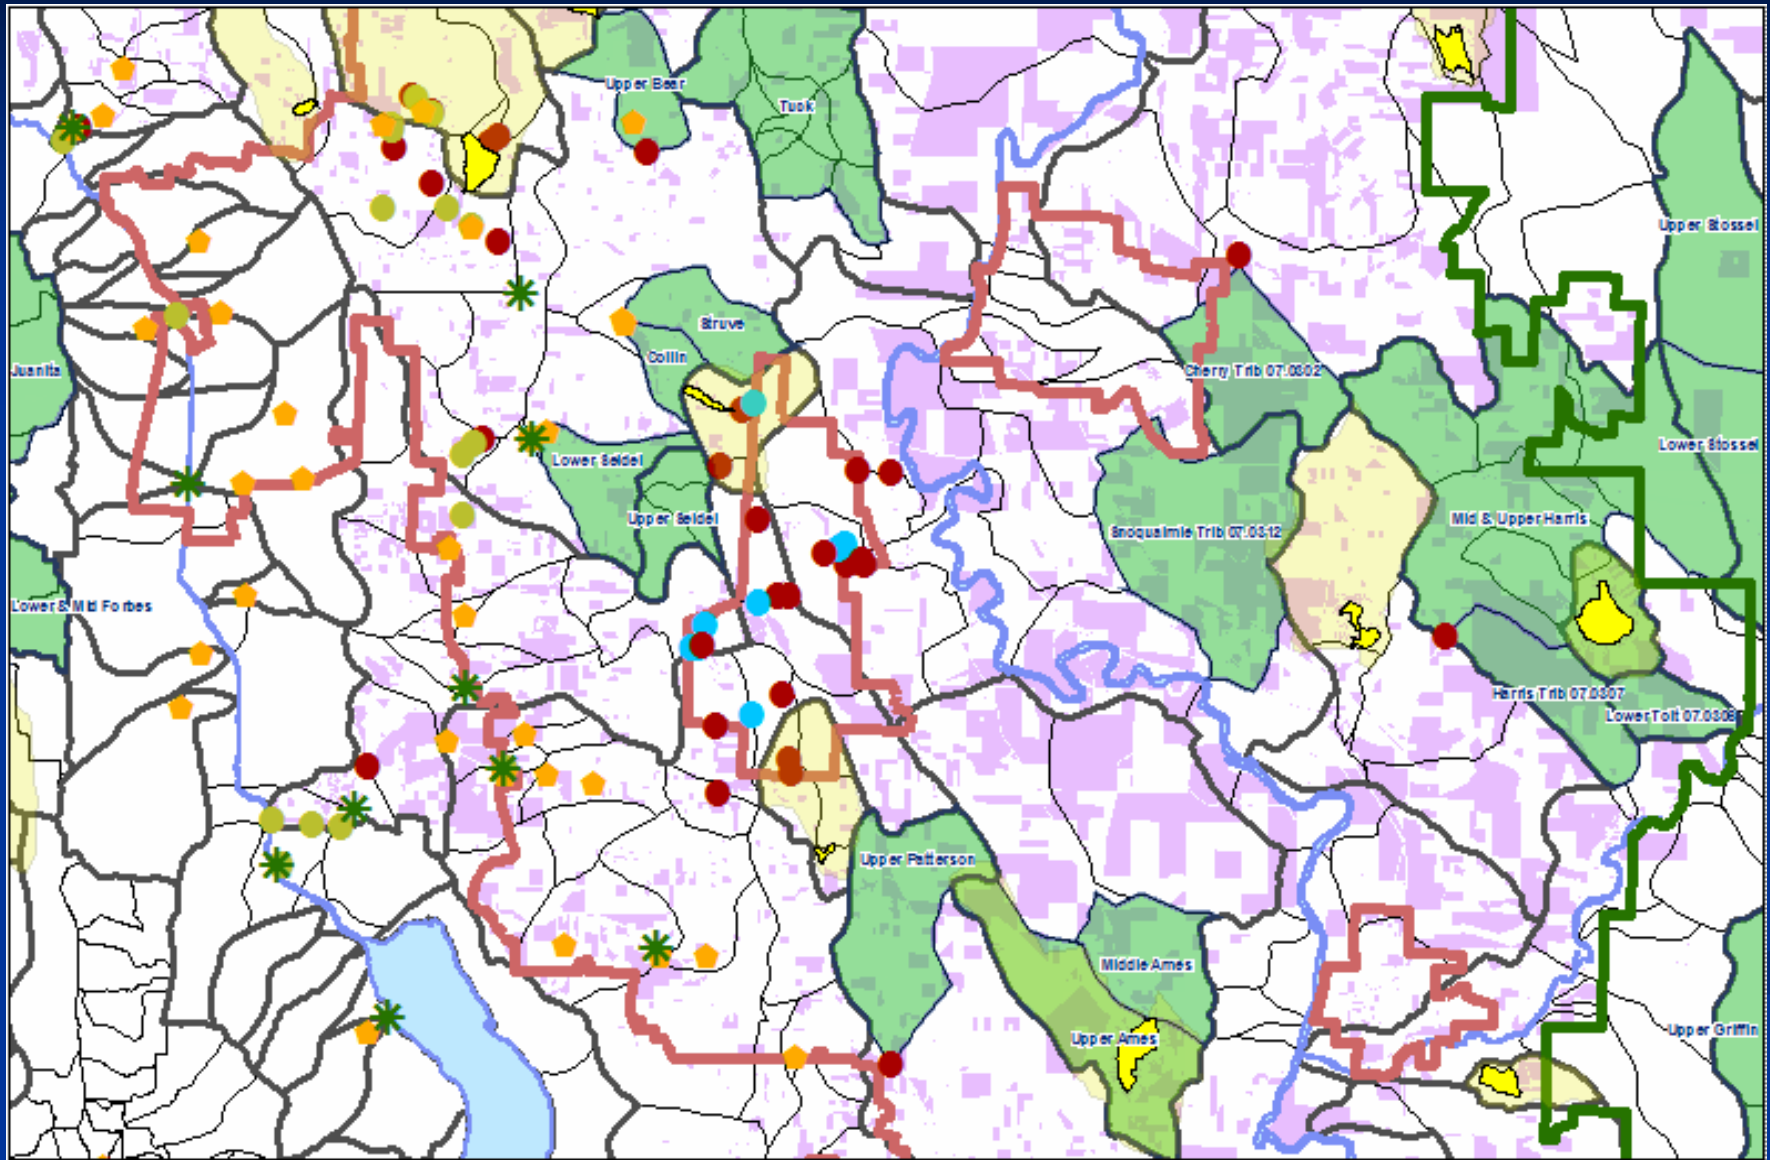 Upper Bear
Tuck
Upper Stossel
Struve
Collin
Juanita
Cherry Trib 07.0302
Lower Stossel
Lower Seidel
Upper Seidel
Mid & Upper Harris
Snoqualmie Trib 07.0312
Lower & Mid Forbes
Harris Trib 07.0307
Lower Tolt 07.0308
Upper Patterson
Middle Ames
Upper Griffin
Upper Ames